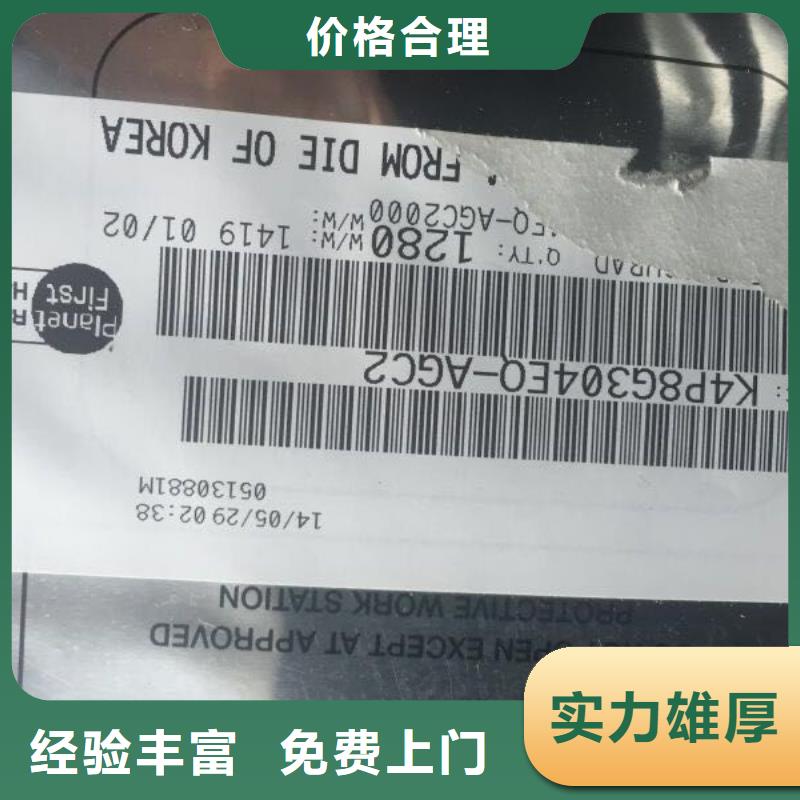 价格合理
OPEN EXCEPT AT APPROVED
PROTECTIVE WORK STATION
14/05/29 02:38
05130881M
K4P8G304EQ-AGC2
Planet
First
Q'TY: 1280 W/W: 1419 01/02
EQ-AGC2000 W/W:
FROM DIE OF KOREA
实力雄厚
经验丰富 免费上门